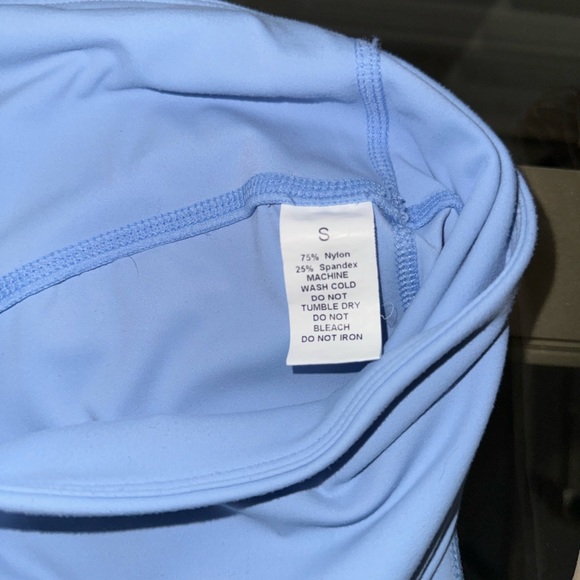 S
75% Nylon
25% Spandex
MACHINE
WASH COLD
DO NOT
TUMBLE DRY
DO NOT
BLEACH
DO NOT IRON